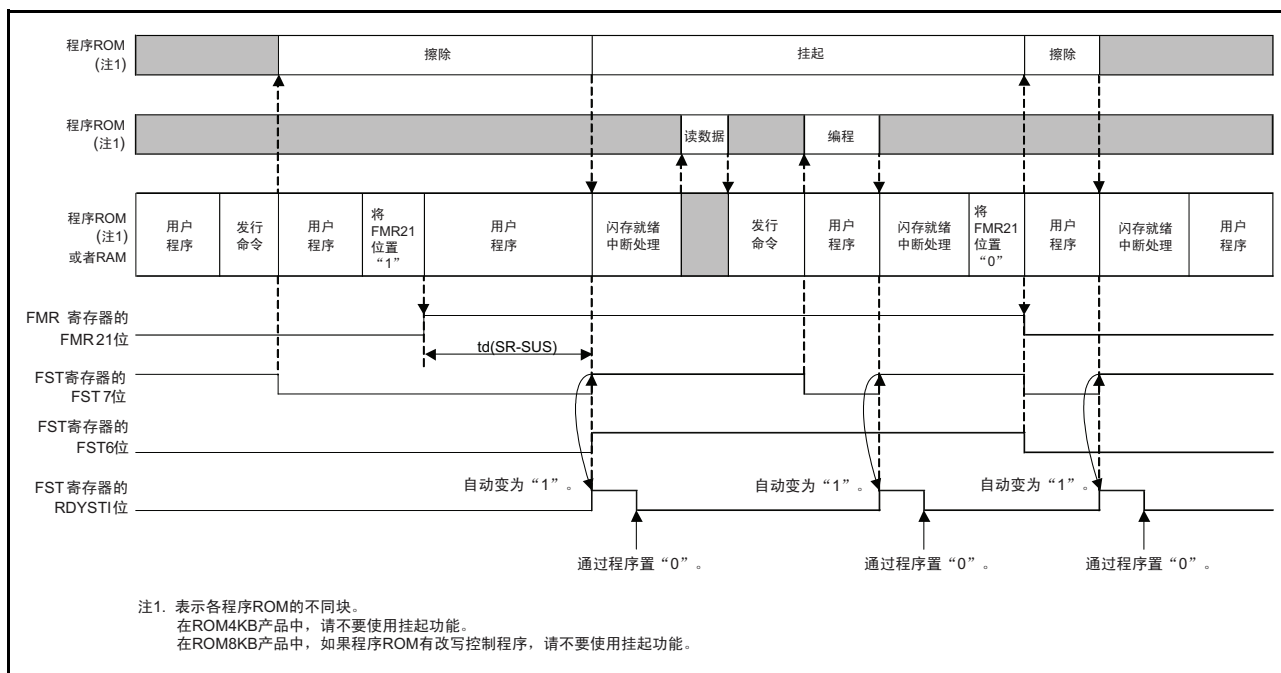 程序ROM
(注1)
擦除
挂起
擦除
程序ROM
(注1)
读数据
编程
程序ROM
(注1)
或者RAM
用户
程序
发行
命令
用户
程序
将
FMR21
位置
“1”
用户
程序
闪存就绪
中断处理
发行
命令
用户
程序
闪存就绪
中断处理
将
FMR21
位置
“0”
用户
程序
闪存就绪
中断处理
用户
程序
FMR 寄存器的
FMR21位
td(SR-SUS)
FST寄存器的
FST7位
FST寄存器的
FST6位
FST寄存器的
RDYSTI位
自动变为“1”。
自动变为“1”。
自动变为“1”。
通过程序置“0”。
通过程序置“0”。
通过程序置“0”。
注1. 表示各程序ROM的不同块。
在ROM4KB产品中，请不要使用挂起功能。
在ROM8KB产品中，如果程序ROM有改写控制程序，请不要使用挂起功能。